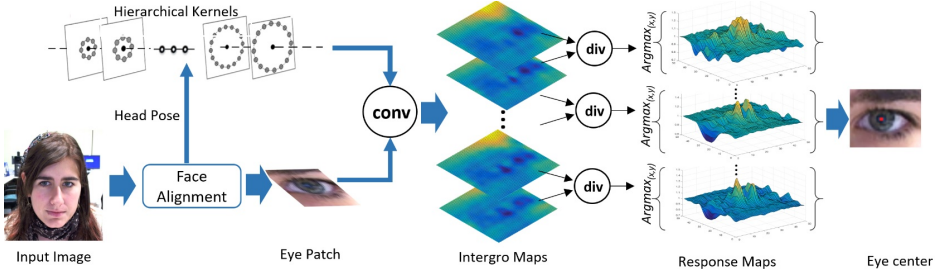 Hierarchical Kernels
Head Pose
Face
Alignment
conv
div
div
div
Argmax(x,y)
Argmax(x,y)
Argmax(x,y)
Input Image
Eye Patch
Intergro Maps
Response Maps
Eye center